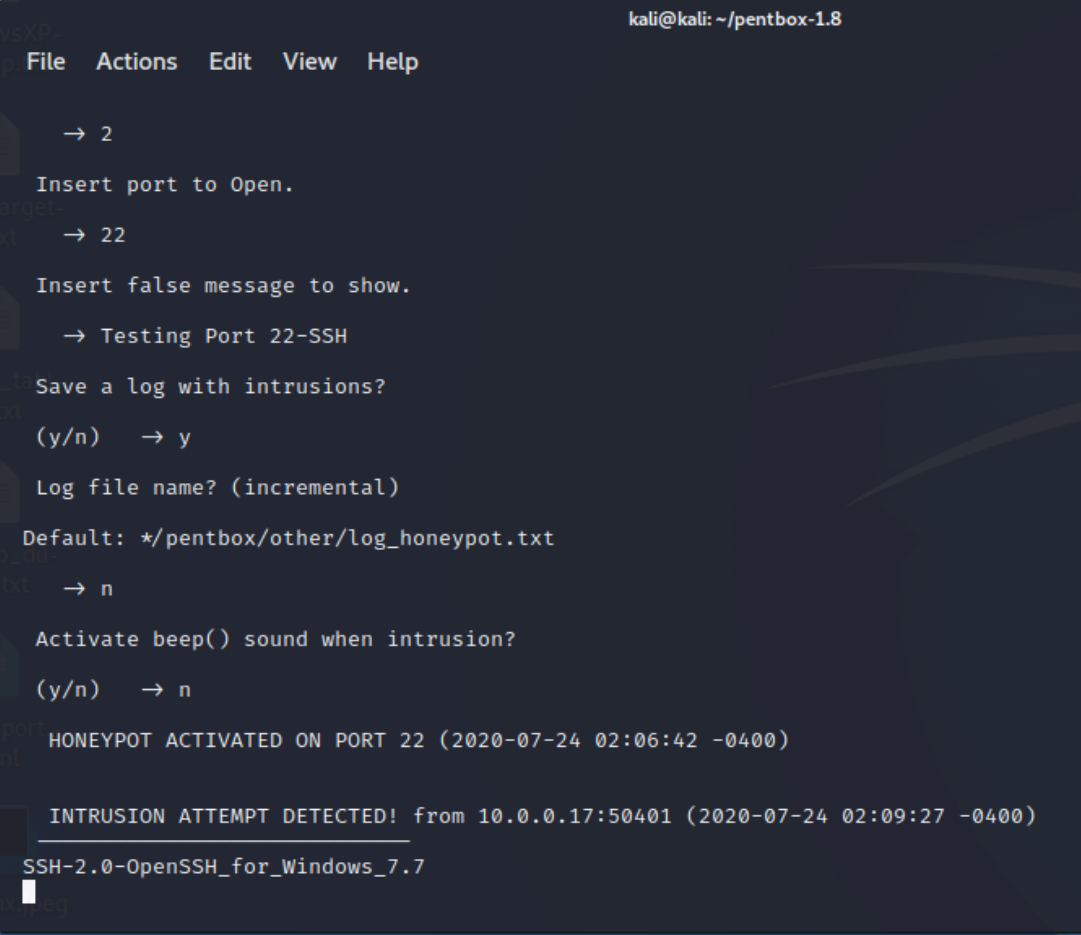 kali@kali: ~/pentbox-1.8
File Actions Edit View Help
→ 2
Insert port to Open.
→ 22
Insert false message to show.
→ Testing Port 22-SSH
Save a log with intrusions?
(y/n) → y
Log file name? (incremental)
Default: */pentbox/other/log_honeypot.txt
→ n
Activate beep() sound when intrusion?
(y/n) → n
HONEYPOT ACTIVATED ON PORT 22 (2020-07-24 02:06:42 -0400)
INTRUSION ATTEMPT DETECTED! from 10.0.0.17:50401 (2020-07-24 02:09:27 -0400)
SSH-2.0-OpenSSH_for_Windows_7.7